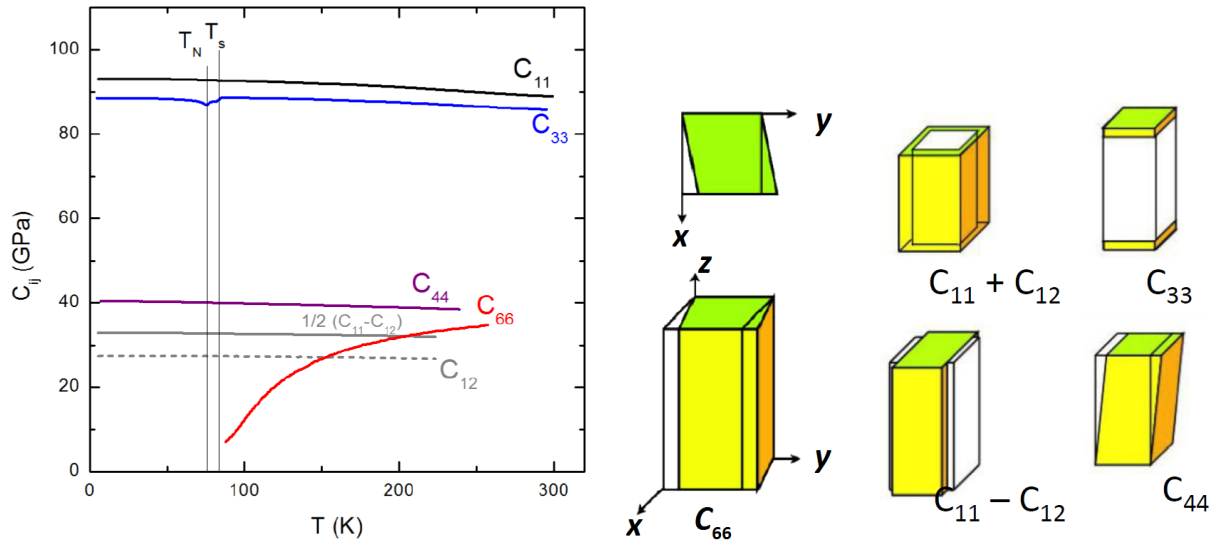 T_N T_s
100
80
60
40
20
0
C_ij (GPa)
C_11
C_33
C_44
1/2 (C_11-C_12)
C_66
C_12
0 100 200 300
T (K)
y
x
z
y
x
C_66
C_11 + C_12
C_33
C_11 – C_12
C_44